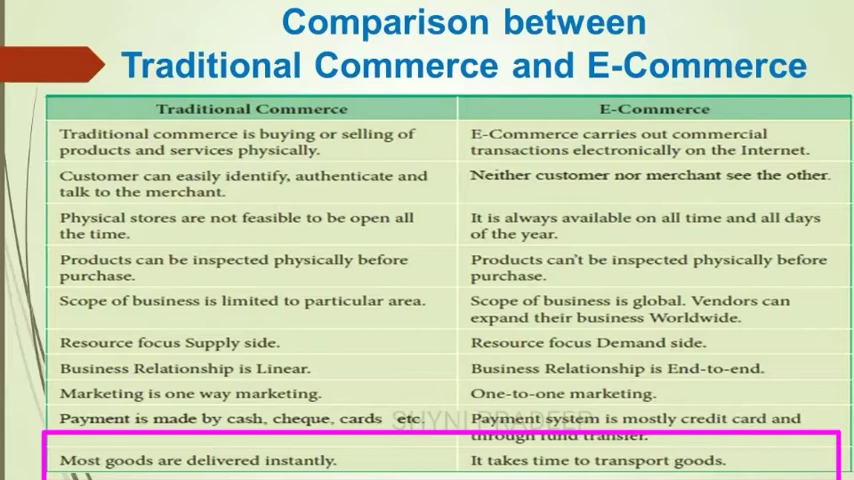 Comparison between
Traditional Commerce and E-Commerce
Traditional Commerce
E-Commerce
Traditional commerce is buying or selling of
products and services physically.
E-Commerce carries out commercial
transactions electronically on the Internet.
Customer can easily identify, authenticate and
talk to the merchant.
Neither customer nor merchant see the other.
Physical stores are not feasible to be open all
the time.
It is always available on all time and all days
of the year.
Products can be inspected physically before
purchase.
Products can't be inspected physically before
purchase.
Scope of business is limited to particular area.
Scope of business is global. Vendors can
expand their business Worldwide.
Resource focus Supply side.
Resource focus Demand side.
Business Relationship is Linear.
Business Relationship is End-to-end.
Marketing is one way marketing.
One-to-one marketing.
Payment is made by cash, cheque, cards etc.
Payment system is mostly credit card and
through fund transfer.
SHYNI PRADEEP
Most goods are delivered instantly.
It takes time to transport goods.